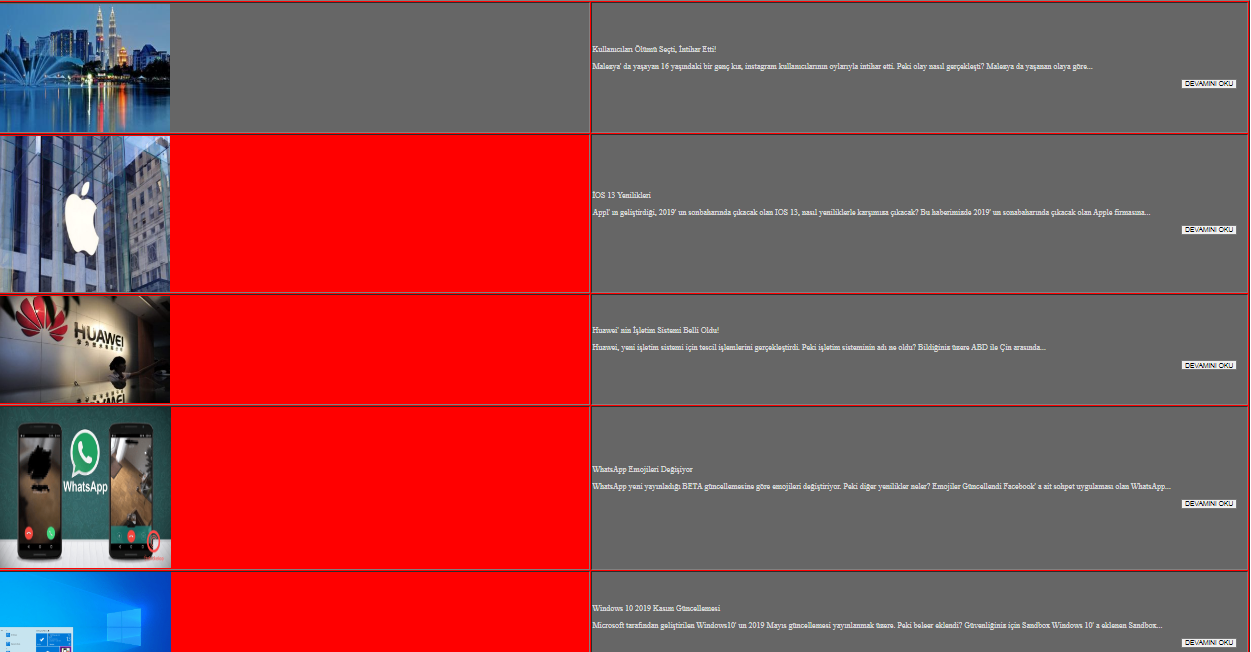 Kullanıcıları Ölümü Seçti, İntihar Etti!
Malezya' da yaşayan 16 yaşındaki bir genç kız, instagram kullanıcılarının oylarıyla intihar etti. Peki olay nasıl gerçekleşti? Malezya da yaşanan olaya göre...
DEVAMINI OKU
İOS 13 Yenilikleri
Appl' ın geliştirdiği, 2019' un sonbaharında çıkacak olan IOS 13, nasıl yeniliklerle karşımıza çıkacak? Bu haberimizde 2019' un sonabaharında çıkacak olan Apple firmasına...
DEVAMINI OKU
HUAWEI
Huawei' nin İşletim Sistemi Belli Oldu!
Huawei, yeni işletim sistemi için tescil işlemlerini gerçekleştirdi. Peki işletim sisteminin adı ne oldu? Bildiğiniz üzere ABD ile Çin arasında...
DEVAMINI OKU
WhatsApp
WhatsApp Emojileri Değişiyor
WhatsApp yeni yayınladığı BETA güncellemesine göre emojileri değiştiriyor. Peki diğer yenilikler neler? Emojiler Güncellendi Facebook' a ait sohpet uygulaması olan WhatsApp...
DEVAMINI OKU
Windows 10 2019 Kasım Güncellemesi
Microsoft tarafından geliştirilen Windows10' un 2019 Mayıs güncellemesi yayınlanmak üzere. Peki beleer eklendi? Güvenliğiniz için Sandbox Windows 10' a eklenen Sandbox...
DEVAMINI OKU